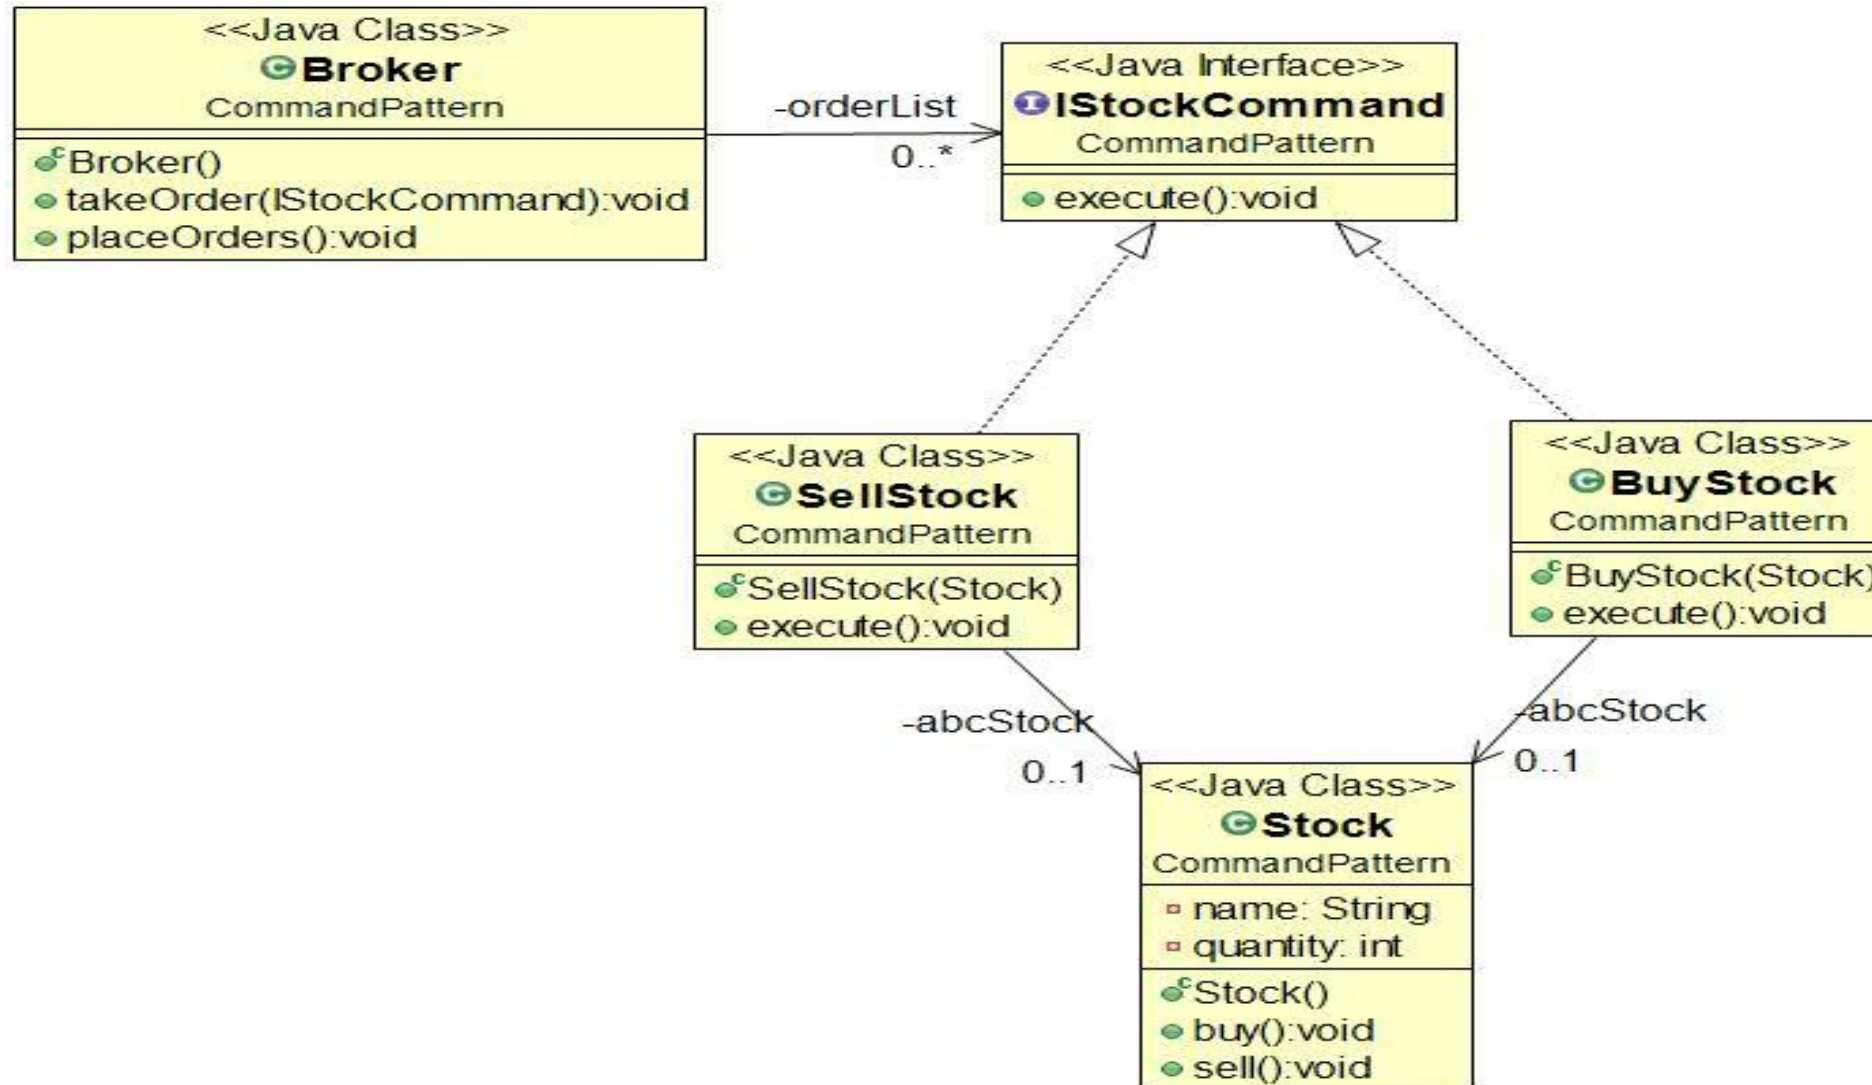 <<Java Class>>
Broker
CommandPattern
Broker()
takeOrder(IStockCommand):void
placeOrders():void
-orderList
0..*
<<Java Interface>>
IStockCommand
CommandPattern
execute():void
<<Java Class>>
SellStock
CommandPattern
SellStock(Stock)
execute():void
<<Java Class>>
BuyStock
CommandPattern
BuyStock(Stock)
execute():void
-abcStock
0..1
-abcStock
0..1
<<Java Class>>
Stock
CommandPattern
name: String
quantity: int
Stock()
buy():void
sell():void